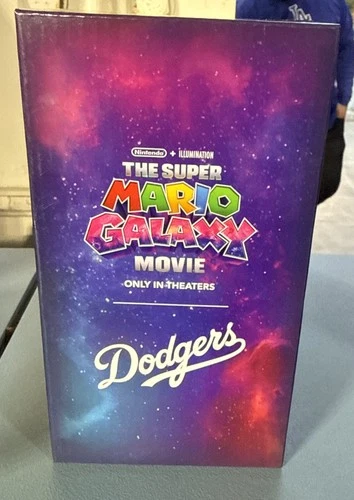 Nintendo + ILLUMINATION
THE SUPER
MARIO
GALAXY
MOVIE
ONLY IN THEATERS
Dodgers